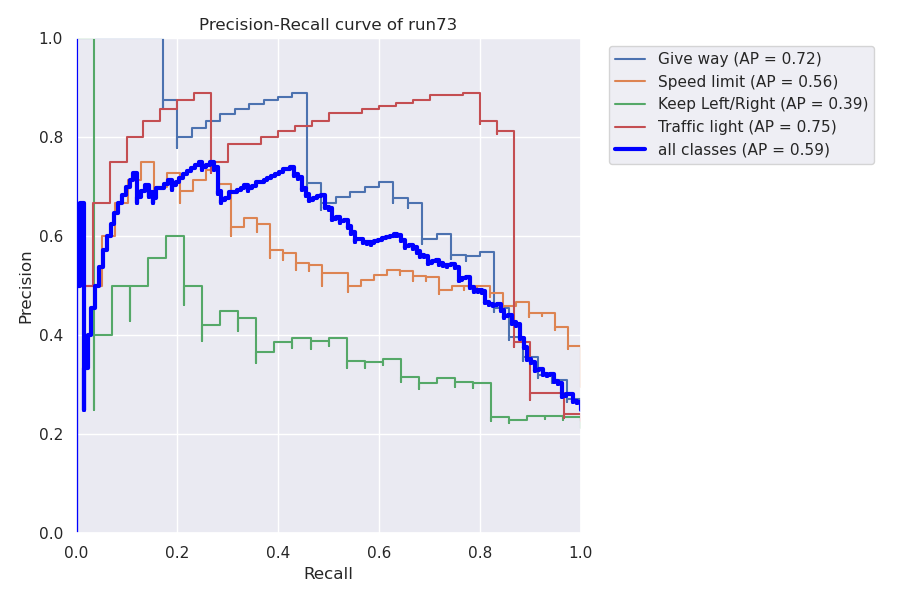 Precision-Recall curve of run73
1.0
0.8
0.6
0.4
0.2
0.0
Precision
0.0 0.2 0.4 0.6 0.8 1.0
Recall
Give way (AP = 0.72)
Speed limit (AP = 0.56)
Keep Left/Right (AP = 0.39)
Traffic light (AP = 0.75)
all classes (AP = 0.59)